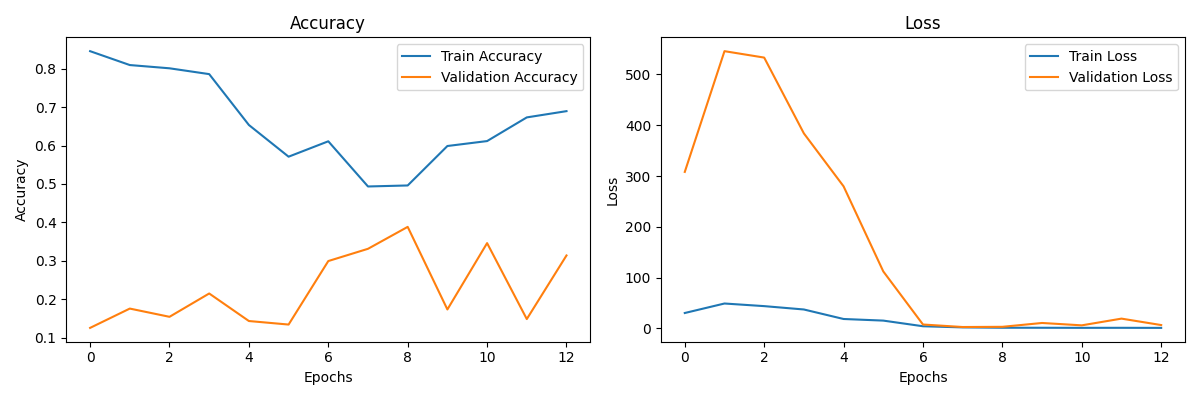 Accuracy
Train Accuracy
Validation Accuracy
Accuracy
0.8
0.7
0.6
0.5
0.4
0.3
0.2
0.1
0 2 4 6 8 10 12
Epochs
Loss
Train Loss
Validation Loss
Loss
500
400
300
200
100
0
0 2 4 6 8 10 12
Epochs